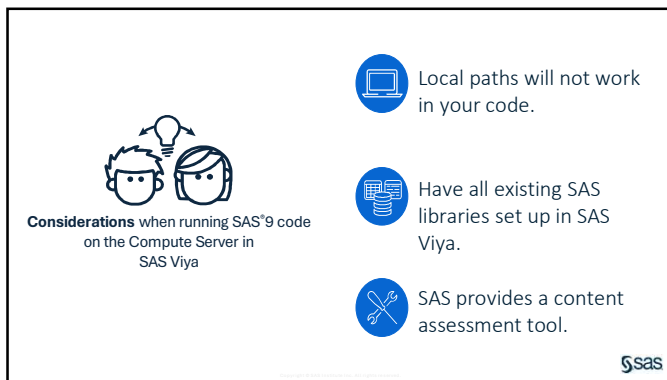 Local paths will not work
in your code.
Have all existing SAS
libraries set up in SAS
Viya.
Considerations when running SAS®9 code
on the Compute Server in
SAS Viya
SAS provides a content
assessment tool.
sas